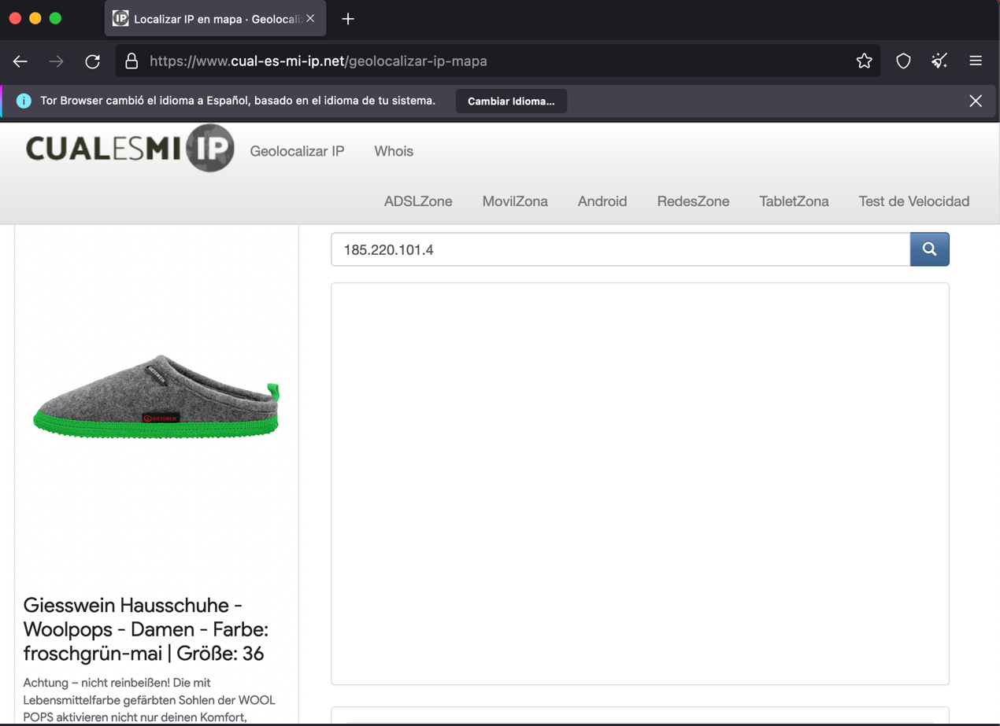 Localizar IP en mapa · Geolocaliz
https://www.cual-es-mi-ip.net/geolocalizar-ip-mapa
Tor Browser cambió el idioma a Español, basado en el idioma de tu sistema.
Cambiar Idioma...
CUALESMI IP
Geolocalizar IP
Whois
ADSLZone
MovilZona
Android
RedesZone
TabletZona
Test de Velocidad
185.220.101.4
GIESSWEIN
GIESSWEIN
Giesswein Hausschuhe -
Woolpops - Damen - Farbe:
froschgrün-mai | Größe: 36
Achtung – nicht reinbeißen! Die mit
Lebensmittelfarbe gefärbten Sohlen der WOOL
POPS aktivieren nicht nur deinen Komfort,